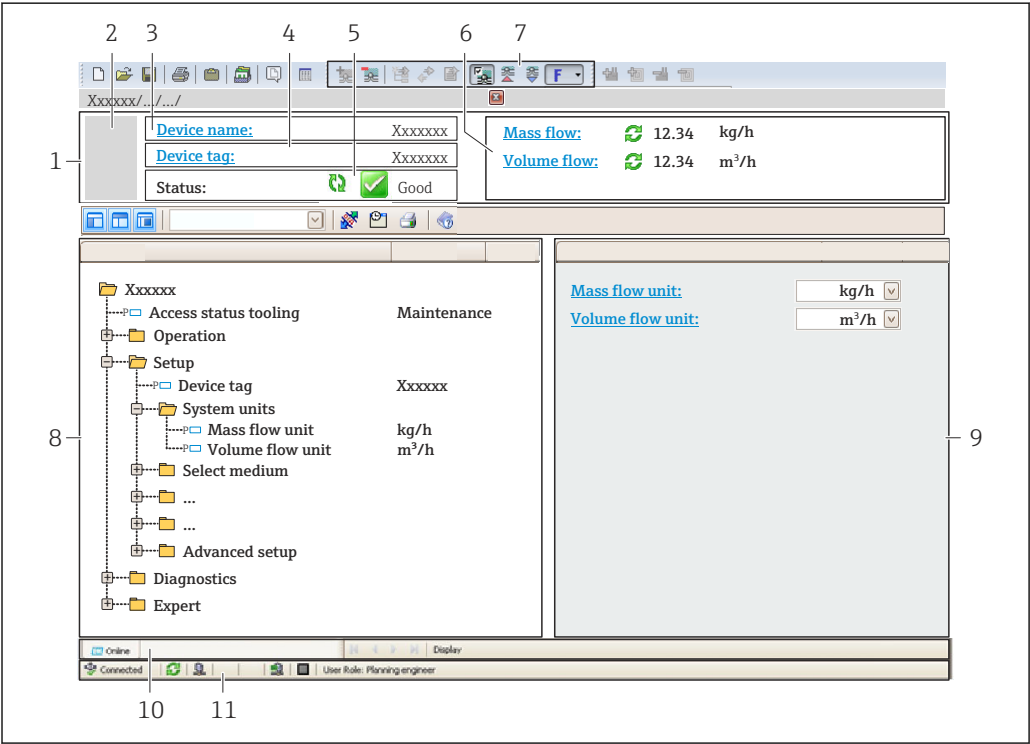 2 3 4 5 6 7
F
Xxxxxx/.../.../
1
Device name: Xxxxxxx
Device tag: Xxxxxxx
Status: Good
Mass flow: 12.34 kg/h
Volume flow: 12.34 m³/h
Xxxxxx
P Access status tooling Maintenance
Operation
Setup
P Device tag Xxxxxx
System units
P Mass flow unit kg/h
P Volume flow unit m³/h
Select medium
...
...
Advanced setup
Diagnostics
Expert
8
Mass flow unit: kg/h
Volume flow unit: m³/h
9
Online Display
Connected User Role: Planning engineer
10 11